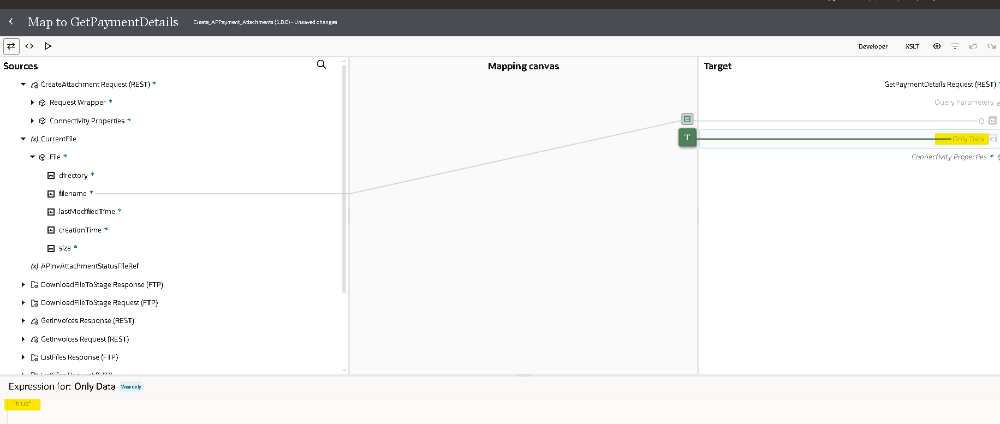 Map to GetPaymentDetails
Create_APPayment_Attachments (1.0.0) - Unsaved changes
Developer
XSLT
Sources
Mapping canvas
Target
CreateAttachment Request (REST) *
GetPaymentDetails Request (REST) *
Request Wrapper *
Query Parameters
Connectivity Properties *
Q
(x) CurrentFile
T
Only Data
File *
Connectivity Properties *
directory *
filename *
lastModifiedTime *
creationTime *
size *
(x) APInvAttachmentStatusFileRef
DownloadFileToStage Response (FTP)
DownloadFileToStage Request (FTP)
GetInvoices Response (REST)
GetInvoices Request (REST)
ListFiles Response (FTP)
ListFiles Request (FTP)
Expression for: Only Data View only
"true"